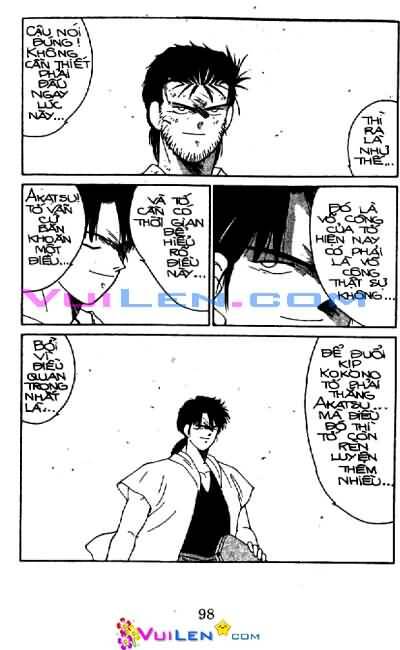 CẬU NÓI
ĐÚNG!
KHÔNG
CẦN THIẾT
PHẢI
ĐẤU
NGAY
LÚC
NÀY...
THÌ
RA
LÀ
NHƯ
THẾ...
AKATSU!
TỚ VẪN
CỨ
BĂN
KHOĂN
MỘT
ĐIỀU...
VÀ TỚ
CẦN CÓ
THỜI GIAN
ĐỂ
HIỂU
RÕ
ĐIỀU
NÀY...
ĐÓ LÀ
VÕ CÔNG
CỦA TỚ
HIỆN NAY
CÓ PHẢI
LÀ VÕ
CÔNG
THẬT SỰ
KHÔNG...
VUILEN.COM
BỞI
VÌ
ĐIỀU
QUAN
TRỌNG
NHẤT
LÀ...
ĐỂ ĐUỔI
KỊP
KOKONO
TỚ PHẢI
THẮNG
AKATSU...
MÀ ĐIỀU
ĐÓ THÌ
TỚ CÒN
RÈN
LUYỆN
THÊM
NHIỀU...
98
VUILEN.COM